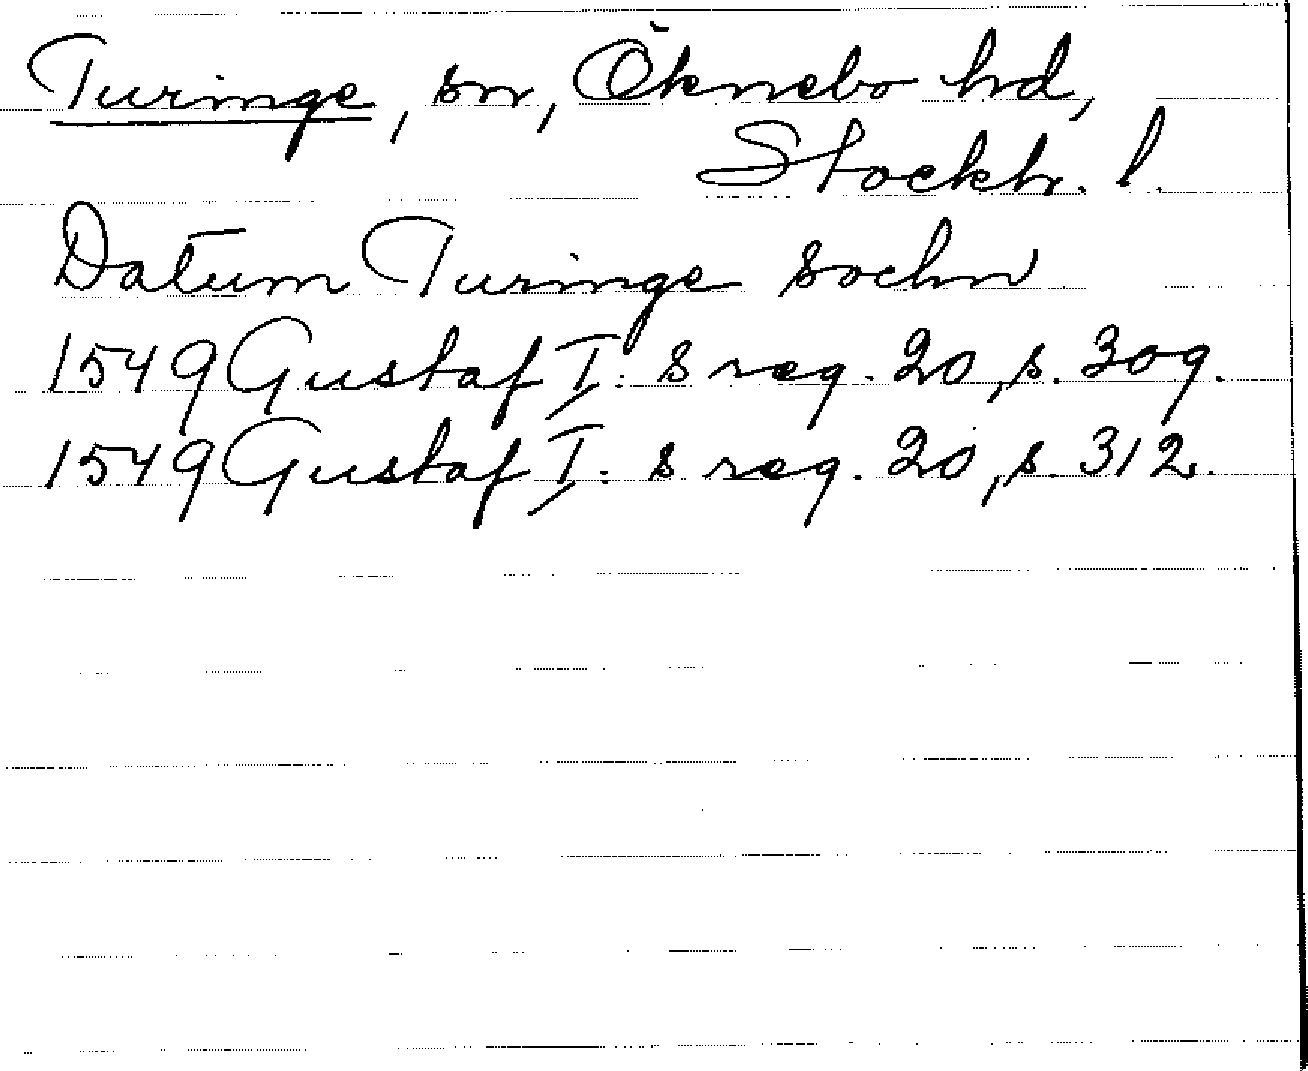 Turinge, sn, Öknebo hd,
Stockh. l.
Datum Turinge sochn
1549 Gustaf I:s reg. 20, s. 309.
1549 Gustaf I:s reg. 20, s. 312.